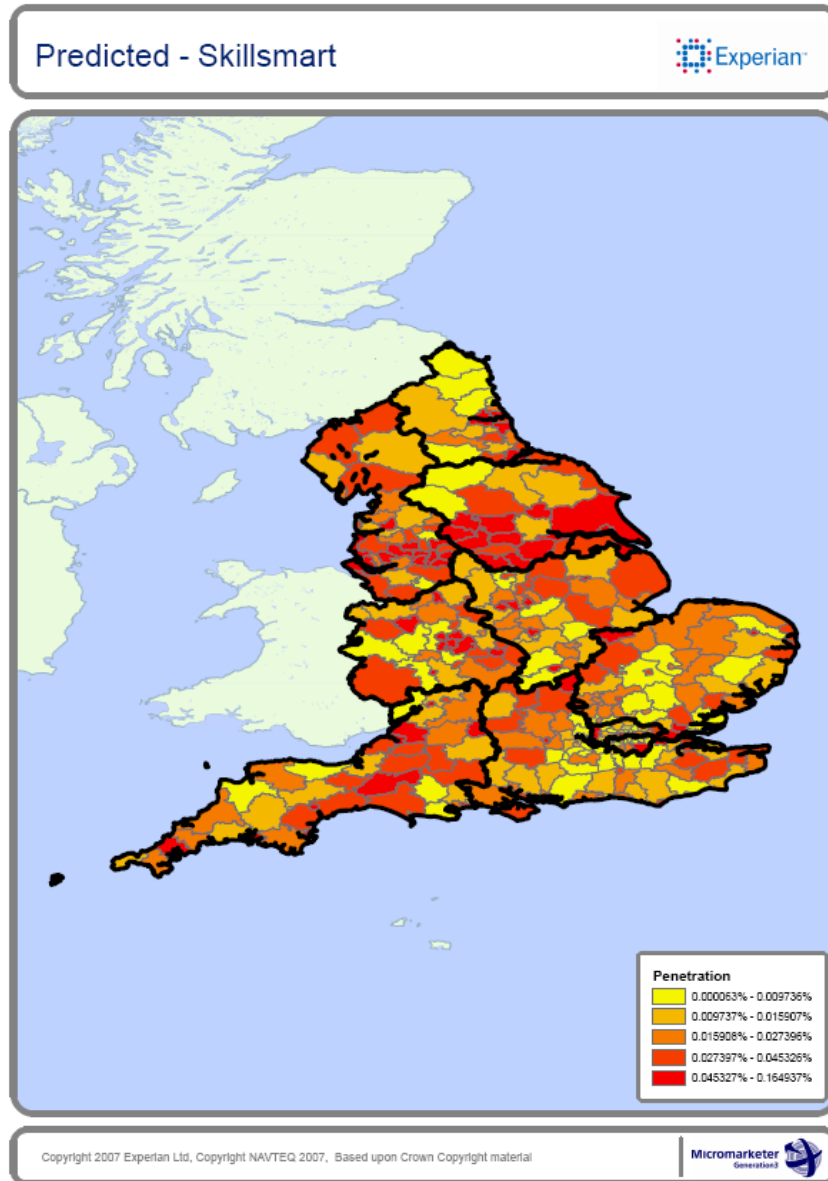 Predicted - Skillsmart
Experian™
Penetration
0.000063% - 0.009736%
0.009737% - 0.015907%
0.015908% - 0.027396%
0.027397% - 0.045326%
0.045327% - 0.164937%
Copyright 2007 Experian Ltd, Copyright NAVTEQ 2007, Based upon Crown Copyright material
Micromarketer
Generation3